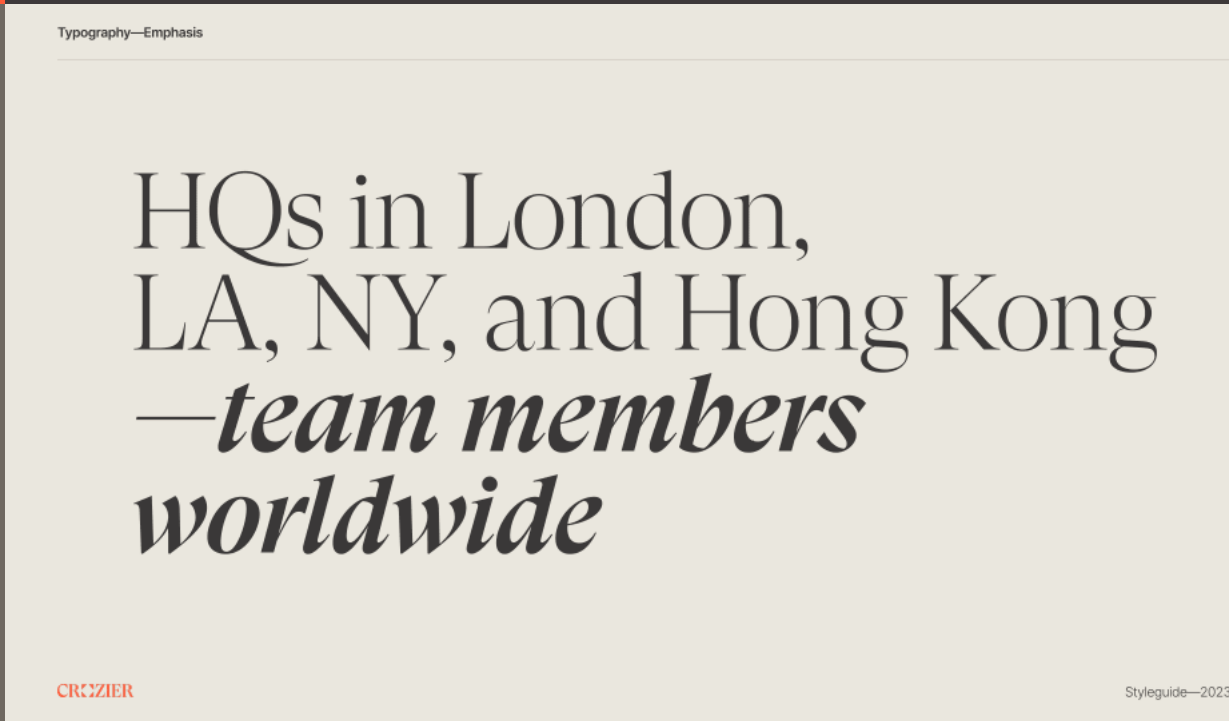 Typography—Emphasis
HQs in London,
LA, NY, and Hong Kong
—team members
worldwide
CROZIER
Styleguide—2023